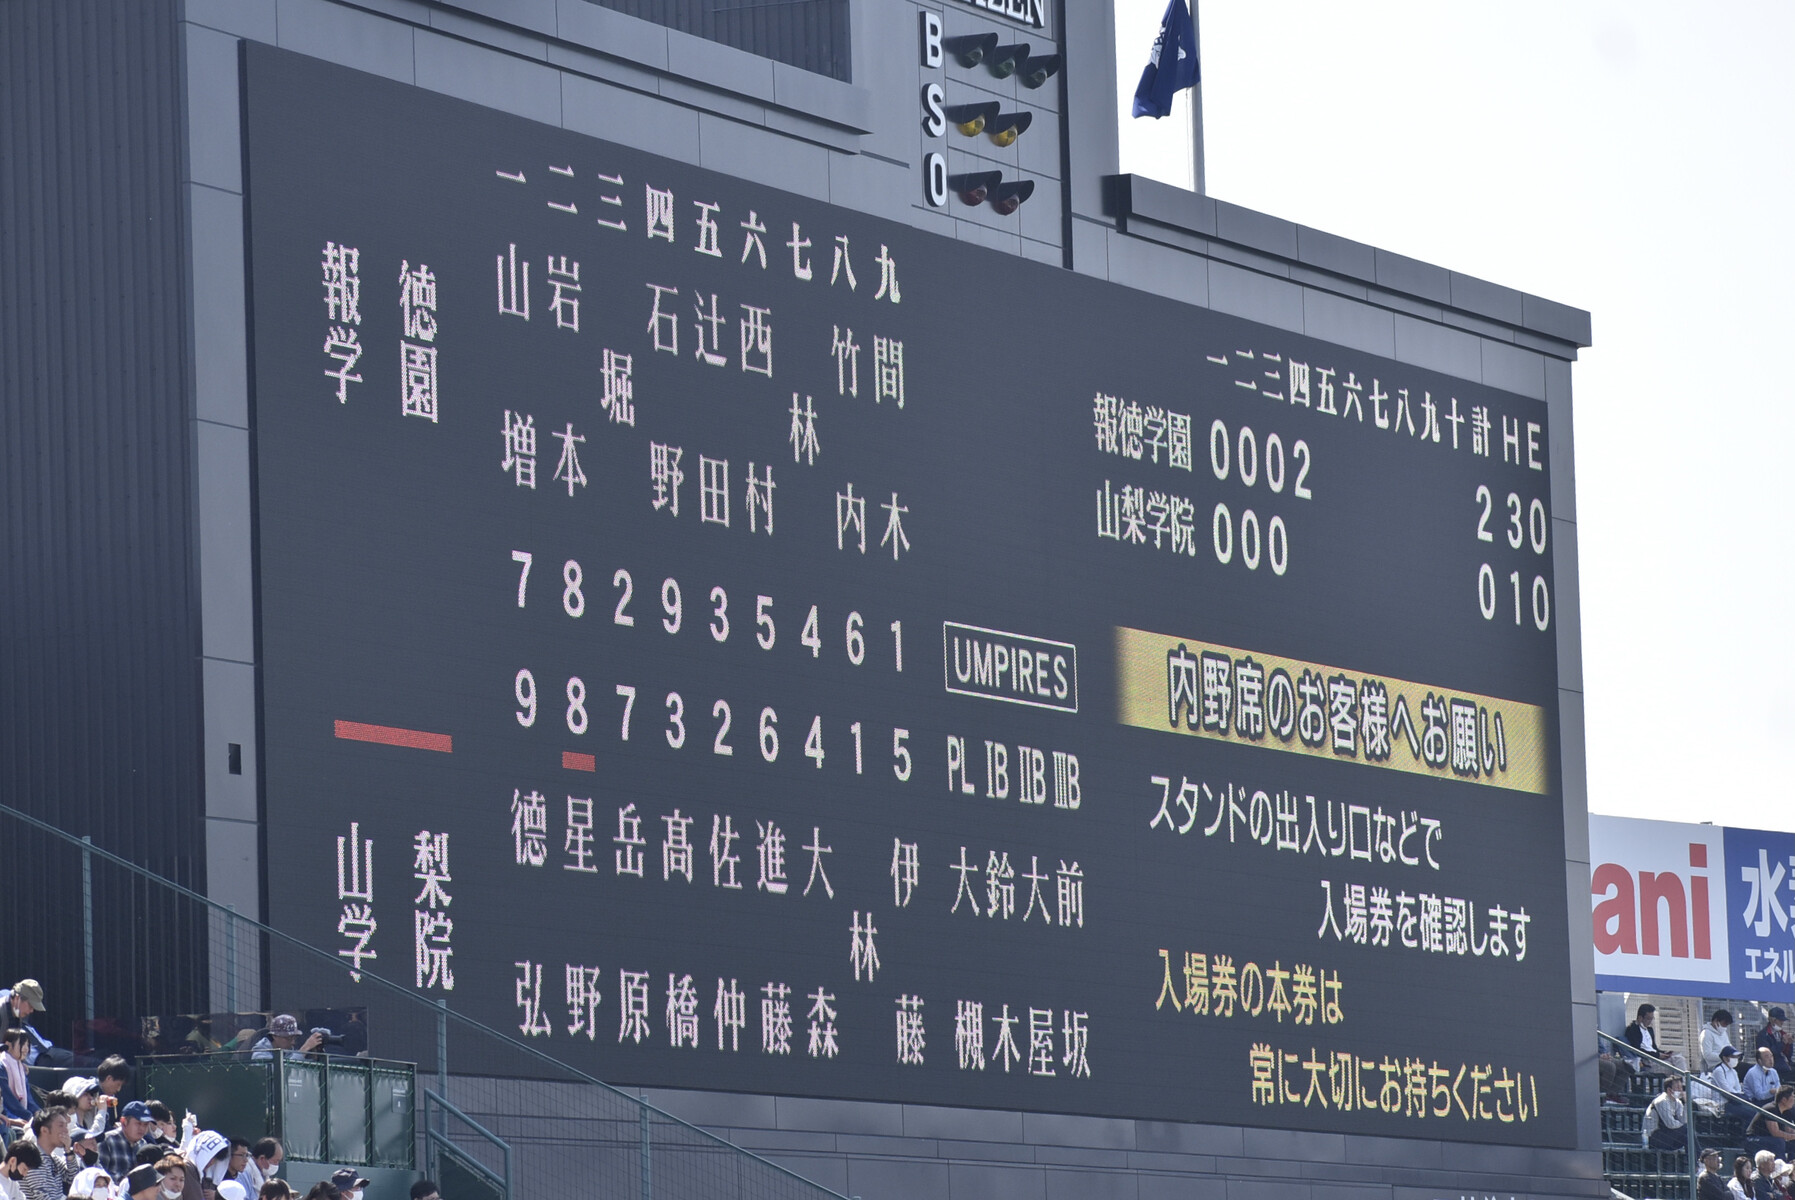 B
S
O
一二三四五六七八九
報徳学園
山増 岩本 堀 石野 辻田 西村 林 竹内 間木
7 8 2 9 3 5 4 6 1
9 8 7 3 2 6 4 1 5
山梨学院
徳弘 星野 岳原 髙橋 佐仲 進藤 大森 林 伊藤
UMPIRES
PL ⅠB ⅡB ⅢB
大槻 鈴木 大屋 前坂
一二三四五六七八九十計HE
報徳学園 0002 2 3 0
山梨学院 000 0 1 0
内野席のお客様へお願い
スタンドの出入り口などで
入場券を確認します
入場券の本券は
常に大切にお持ちください
ani
水
エネル